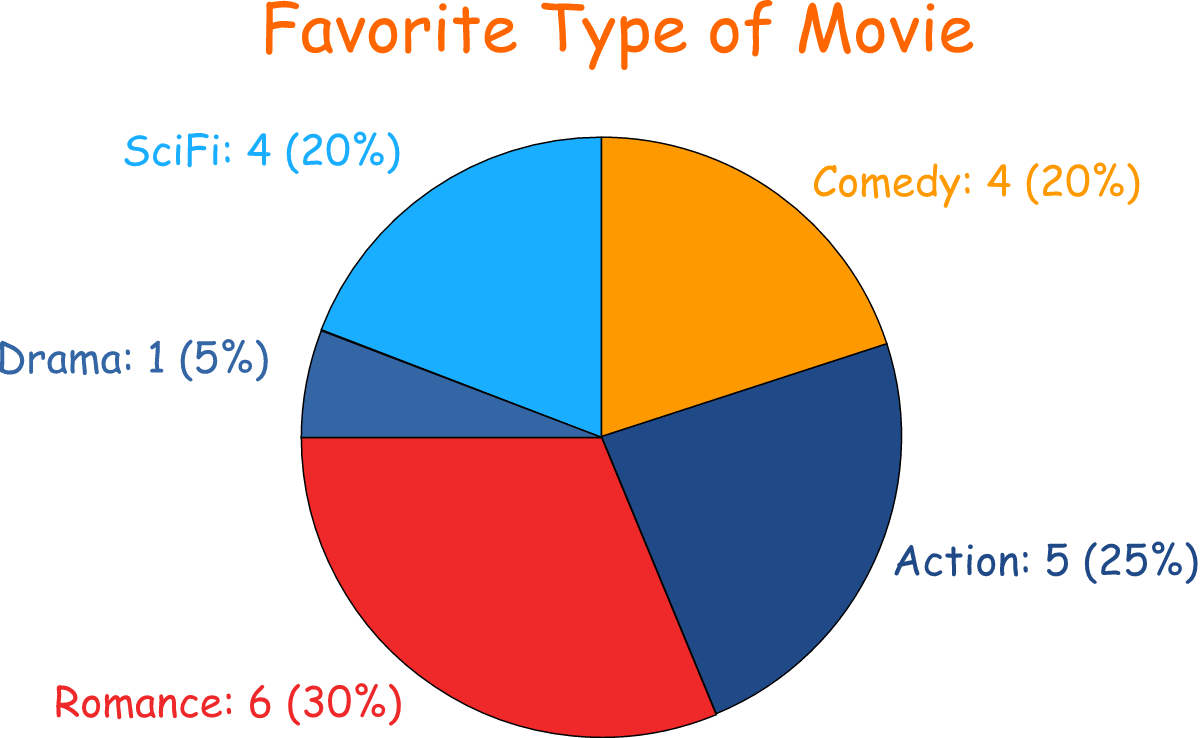 Favorite Type of Movie
SciFi: 4 (20%)
Comedy: 4 (20%)
Drama: 1 (5%)
Action: 5 (25%)
Romance: 6 (30%)